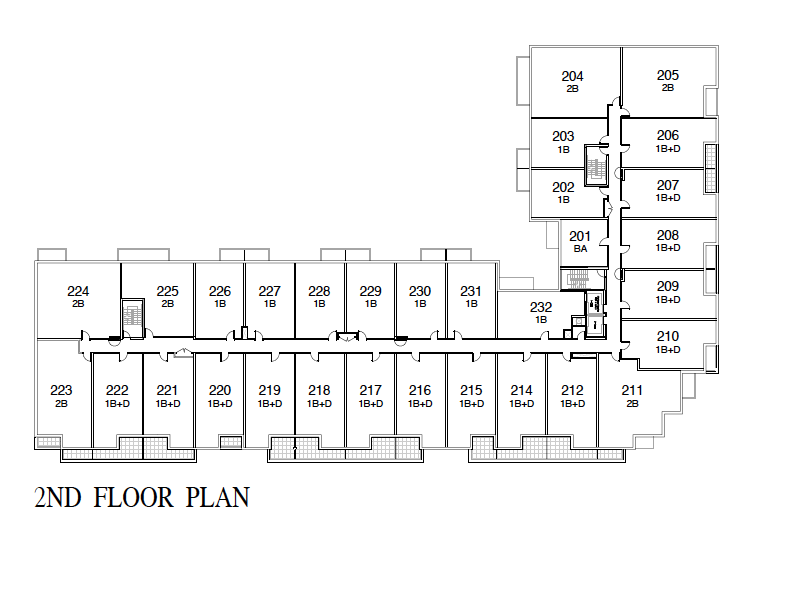 204
2B
205
2B
203
1B
206
1B+D
202
1B
207
1B+D
201
BA
208
1B+D
209
1B+D
224
2B
225
2B
226
1B
227
1B
228
1B
229
1B
230
1B
231
1B
232
1B
210
1B+D
223
2B
222
1B+D
221
1B+D
220
1B+D
219
1B+D
218
1B+D
217
1B+D
216
1B+D
215
1B+D
214
1B+D
212
1B+D
211
2B
2ND FLOOR PLAN